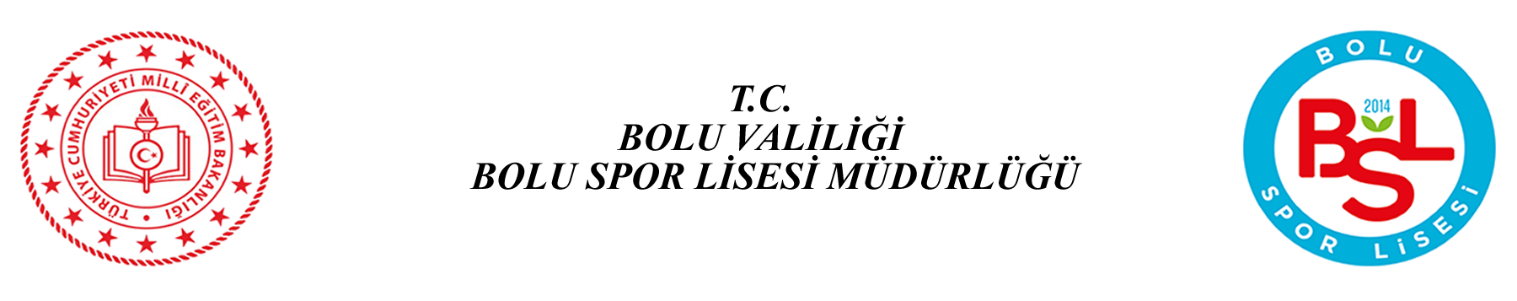 TÜRKİYE CUMHURİYETİ MİLLÎ EĞİTİM BAKANLIĞI
T.C.
BOLU VALİLİĞİ
BOLU SPOR LİSESİ MÜDÜRLÜĞÜ
BOLU
2014
BSL
SPOR LİSESİ